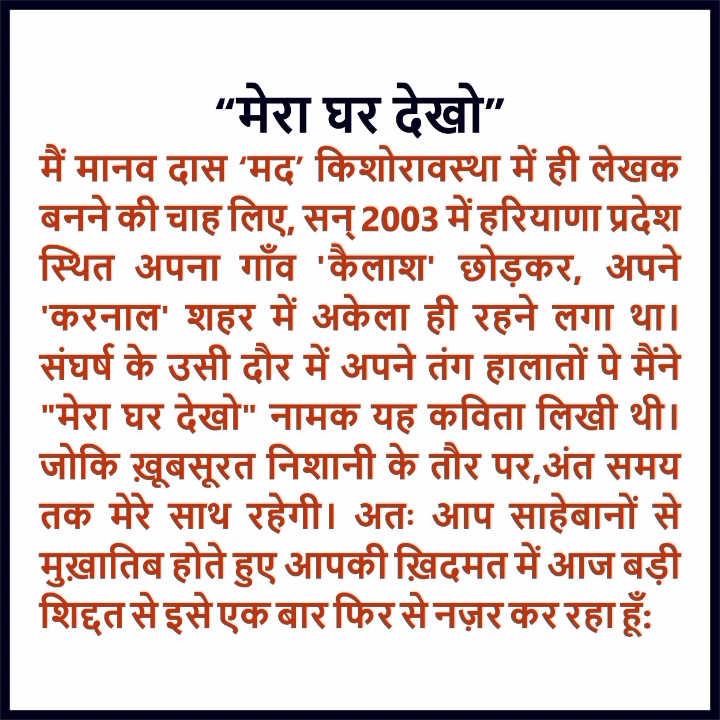 “मेरा घर देखो”
मैं मानव दास ‘मद’ किशोरावस्था में ही लेखक
बनने की चाह लिए, सन् 2003 में हरियाणा प्रदेश
स्थित अपना गाँव 'कैलाश' छोड़कर, अपने
'करनाल' शहर में अकेला ही रहने लगा था।
संघर्ष के उसी दौर में अपने तंग हालातों पे मैंने
"मेरा घर देखो" नामक यह कविता लिखी थी।
जोकि ख़ूबसूरत निशानी के तौर पर,अंत समय
तक मेरे साथ रहेगी। अतः आप साहेबानों से
मुख़ातिब होते हुए आपकी ख़िदमत में आज बड़ी
शिद्दत से इसे एक बार फिर से नज़र कर रहा हूँ: